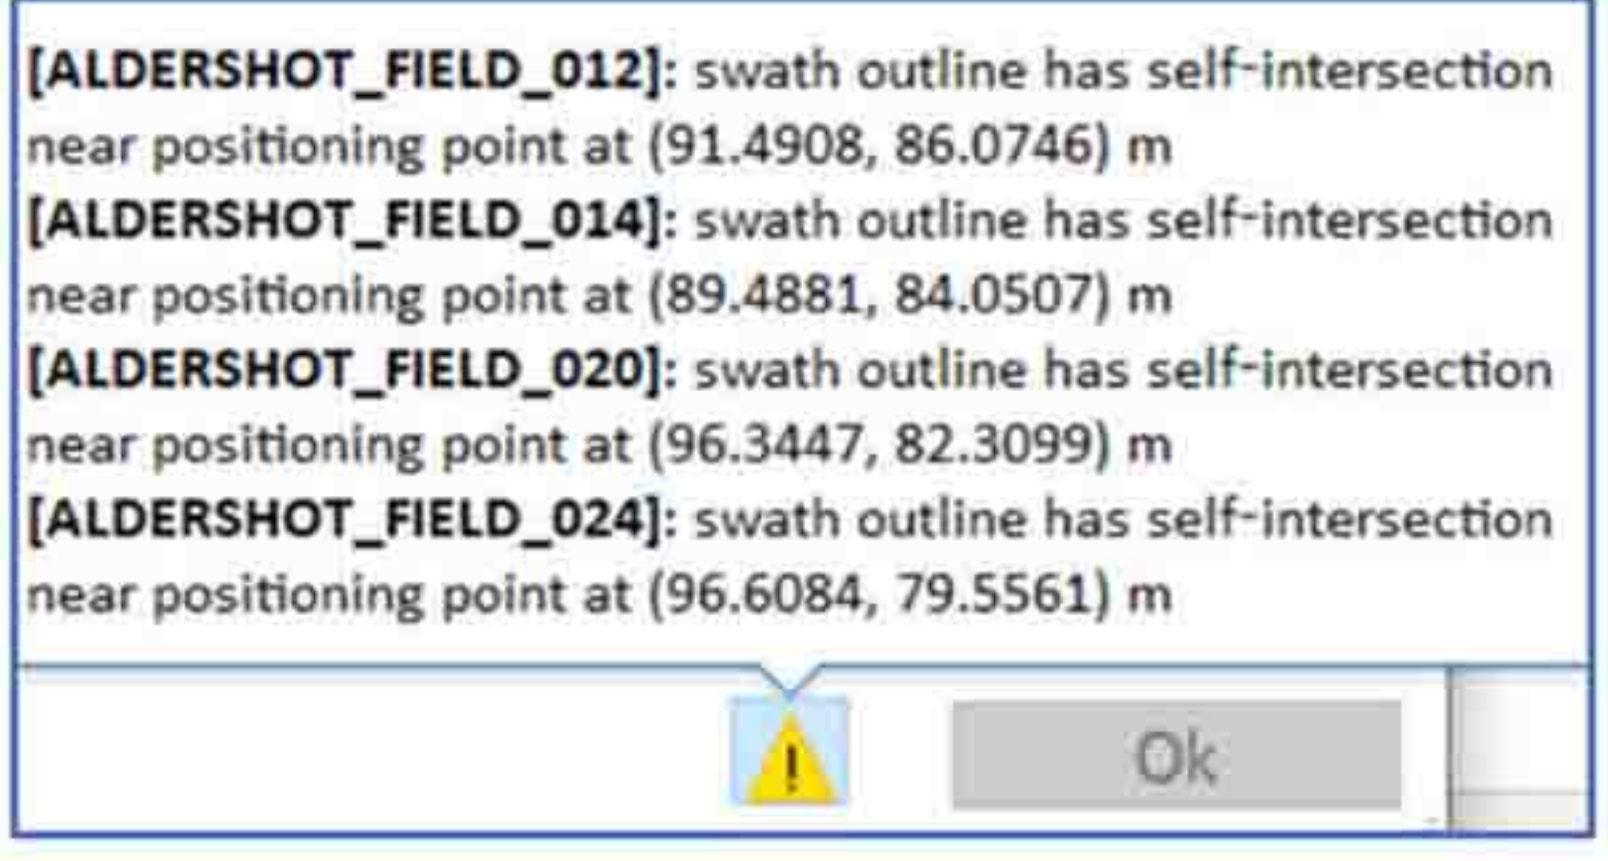 [ALDERSHOT_FIELD_012]: swath outline has self-intersection
near positioning point at (91.4908, 86.0746) m
[ALDERSHOT_FIELD_014]: swath outline has self-intersection
near positioning point at (89.4881, 84.0507) m
[ALDERSHOT_FIELD_020]: swath outline has self-intersection
near positioning point at (96.3447, 82.3099) m
[ALDERSHOT_FIELD_024]: swath outline has self-intersection
near positioning point at (96.6084, 79.5561) m
Ok